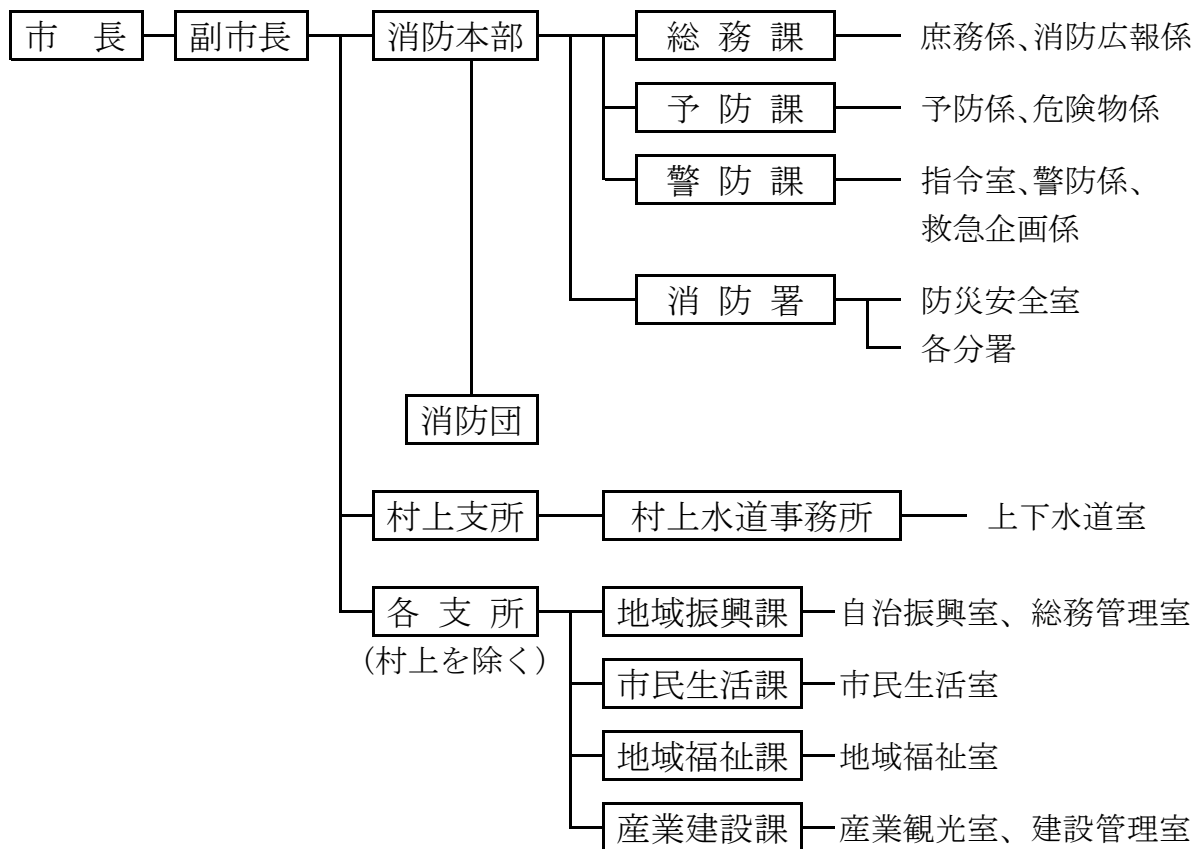 市　長 副市長 消防本部 総務課 庶務係、消防広報係
予防課 予防係、危険物係
警防課 指令室、警防係、
救急企画係
消防署 防災安全室
各分署
消防団
村上支所 村上水道事務所 上下水道室
各支所 地域振興課 自治振興室、総務管理室
(村上を除く)
市民生活課 市民生活室
地域福祉課 地域福祉室
産業建設課 産業観光室、建設管理室